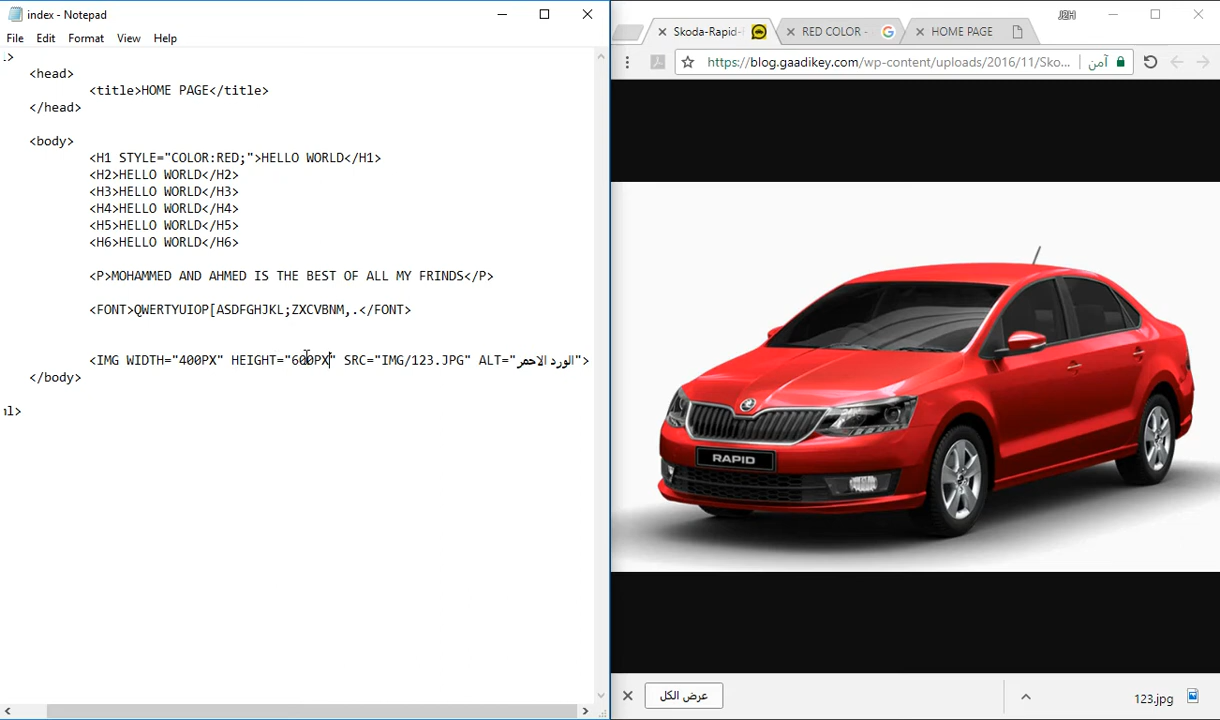 index - Notepad
File Edit Format View Help
.>
<head>
<title>HOME PAGE</title>
</head>
<body>
<H1 STYLE="COLOR:RED;">HELLO WORLD</H1>
<H2>HELLO WORLD</H2>
<H3>HELLO WORLD</H3>
<H4>HELLO WORLD</H4>
<H5>HELLO WORLD</H5>
<H6>HELLO WORLD</H6>
<P>MOHAMMED AND AHMED IS THE BEST OF ALL MY FRINDS</P>
<FONT>QWERTYUIOP[ASDFGHJKL;ZXCVBNM,.</FONT>
<IMG WIDTH="400PX" HEIGHT="600PX" SRC="IMG/123.JPG" ALT="الورد الاحمر">
</body>
ıl>
JZH
Skoda-Rapid- RED COLOR - HOME PAGE
https://blog.gaadikey.com/wp-content/uploads/2016/11/Sko... آمن
RAPID
عرض الكل 123.jpg